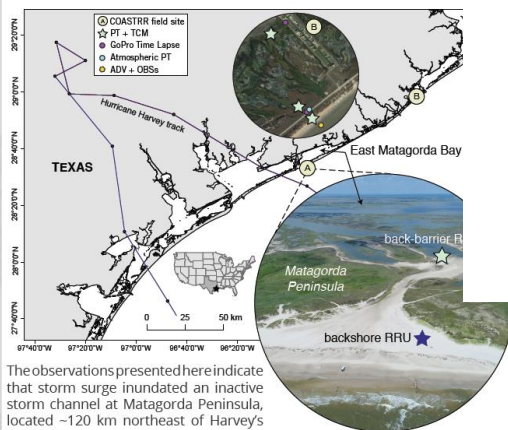 29°20'0"N
29°0'0"N
28°40'0"N
28°20'0"N
28°0'0"N
27°40'0"N
A COASTRR field site
PT + TCM
GoPro Time Lapse
Atmospheric PT
ADV + OBSs
B
B
Hurricane Harvey track
TEXAS
East Matagorda Bay
A
back-barrier R
Matagorda
Peninsula
backshore RRU
0 25 50 km
97°40'0"W 97°20'0"W 96°40'0"W 96°20'0"W
The observations presented here indicate
that storm surge inundated an inactive
storm channel at Matagorda Peninsula,
located ~120 km northeast of Harvey's